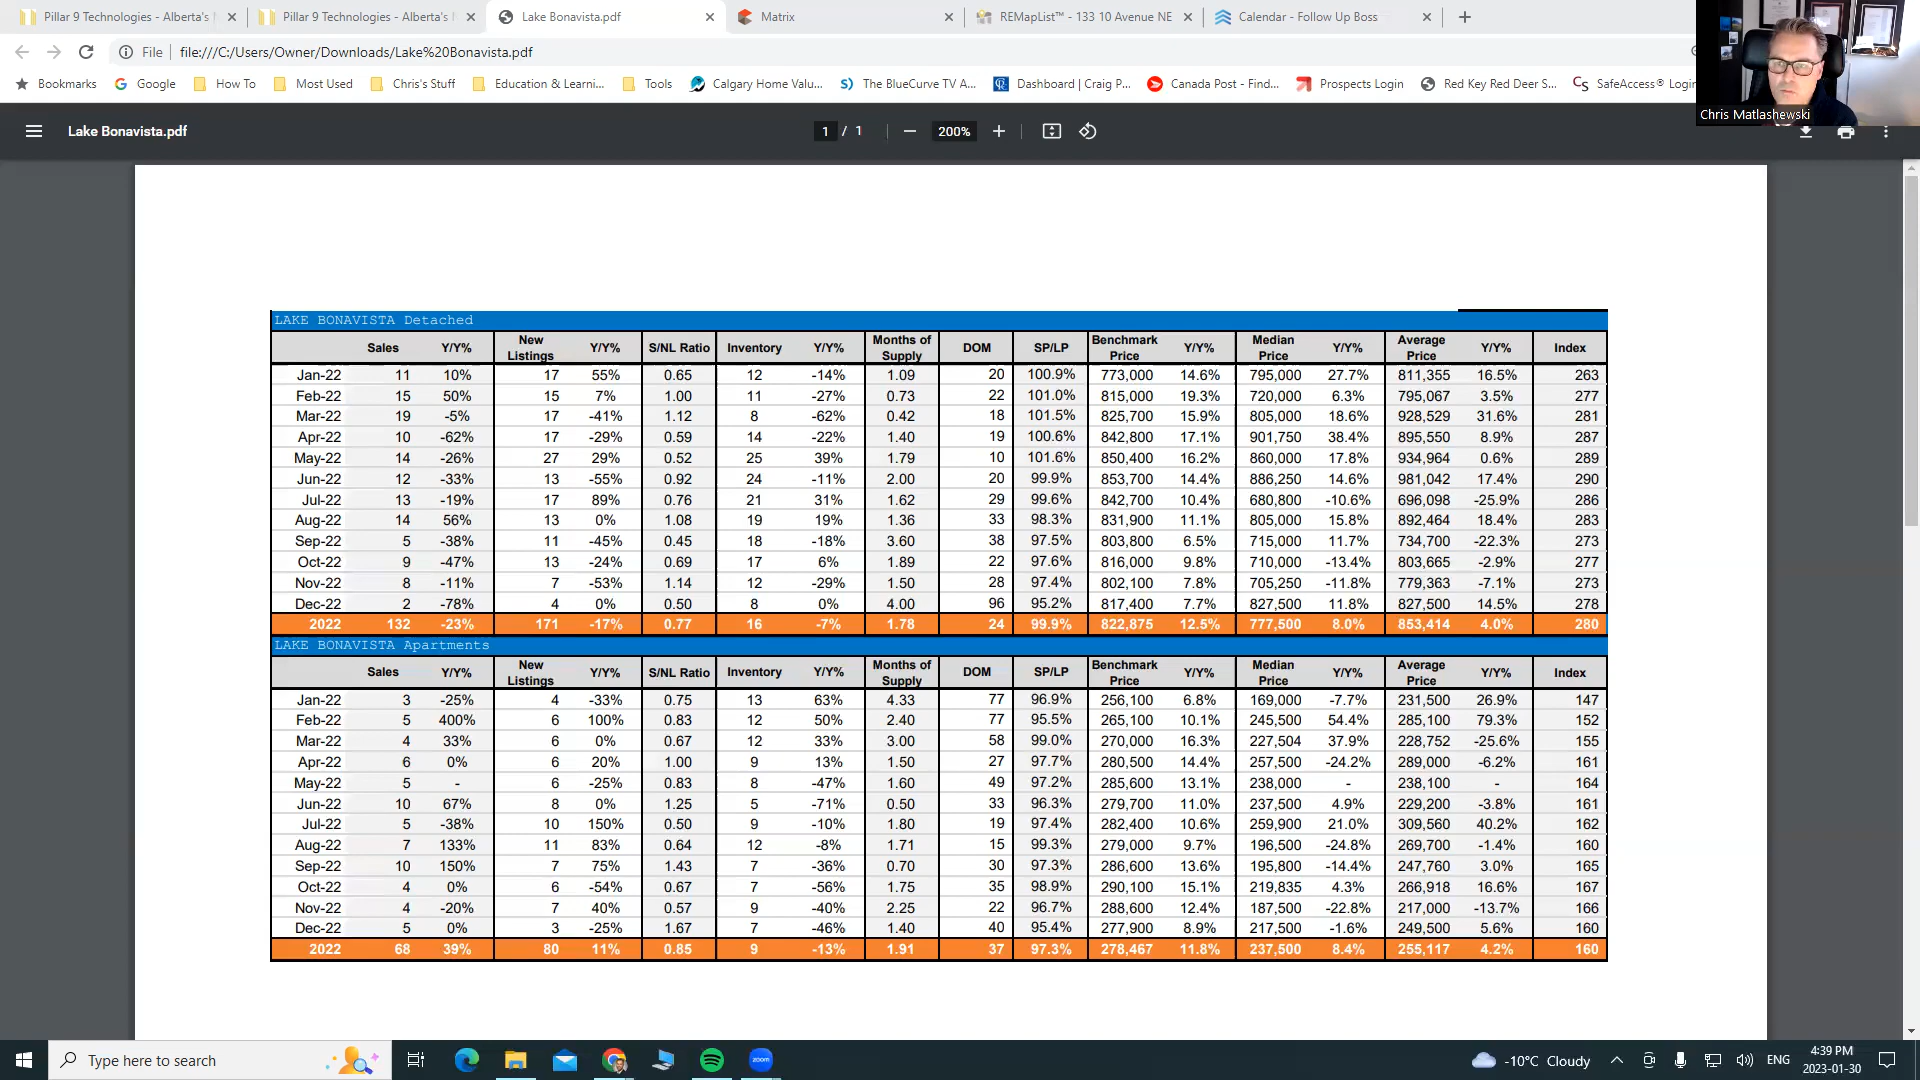 Pillar 9 Technologies - Alberta's
Pillar 9 Technologies - Alberta's
Lake Bonavista.pdf
Matrix
REMapList™ - 133 10 Avenue NE
Calendar - Follow Up Boss
File
file:///C:/Users/Owner/Downloads/Lake%20Bonavista.pdf
Bookmarks
Google
How To
Most Used
Chris's Stuff
Education & Learni...
Tools
Calgary Home Valu...
The BlueCurve TV A...
Dashboard | Craig P...
Canada Post - Find...
Prospects Login
Red Key Red Deer S...
SafeAccess® Login
Chris Matlashewski
Lake Bonavista.pdf
1 / 1
200%
LAKE BONAVISTA Detached
Sales Y/Y% New Listings Y/Y% S/NL Ratio Inventory Y/Y% Months of Supply DOM SP/LP Benchmark Price Y/Y% Median Price Y/Y% Average Price Y/Y% Index
Jan-22 11 10% 17 55% 0.65 12 -14% 1.09 20 100.9% 773,000 14.6% 795,000 27.7% 811,355 16.5% 263
Feb-22 15 50% 15 7% 1.00 11 -27% 0.73 22 101.0% 815,000 19.3% 720,000 6.3% 795,067 3.5% 277
Mar-22 19 -5% 17 -41% 1.12 8 -62% 0.42 18 101.5% 825,700 15.9% 805,000 18.6% 928,529 31.6% 281
Apr-22 10 -62% 17 -29% 0.59 14 -22% 1.40 19 100.6% 842,800 17.1% 901,750 38.4% 895,550 8.9% 287
May-22 14 -26% 27 29% 0.52 25 39% 1.79 10 101.6% 850,400 16.2% 860,000 17.8% 934,964 0.6% 289
Jun-22 12 -33% 13 -55% 0.92 24 -11% 2.00 20 99.9% 853,700 14.4% 886,250 14.6% 981,042 17.4% 290
Jul-22 13 -19% 17 89% 0.76 21 31% 1.62 29 99.6% 842,700 10.4% 680,800 -10.6% 696,098 -25.9% 286
Aug-22 14 56% 13 0% 1.08 19 19% 1.36 33 98.3% 831,900 11.1% 805,000 15.8% 892,464 18.4% 283
Sep-22 5 -38% 11 -45% 0.45 18 -18% 3.60 38 97.5% 803,800 6.5% 715,000 11.7% 734,700 -22.3% 273
Oct-22 9 -47% 13 -24% 0.69 17 6% 1.89 22 97.6% 816,000 9.8% 710,000 -13.4% 803,665 -2.9% 277
Nov-22 8 -11% 7 -53% 1.14 12 -29% 1.50 28 97.4% 802,100 7.8% 705,250 -11.8% 779,363 -7.1% 273
Dec-22 2 -78% 4 0% 0.50 8 0% 4.00 96 95.2% 817,400 7.7% 827,500 11.8% 827,500 14.5% 278
2022 132 -23% 171 -17% 0.77 16 -7% 1.78 24 99.9% 822,875 12.5% 777,500 8.0% 853,414 4.0% 280
LAKE BONAVISTA Apartments
Sales Y/Y% New Listings Y/Y% S/NL Ratio Inventory Y/Y% Months of Supply DOM SP/LP Benchmark Price Y/Y% Median Price Y/Y% Average Price Y/Y% Index
Jan-22 3 -25% 4 -33% 0.75 13 63% 4.33 77 96.9% 256,100 6.8% 169,000 -7.7% 231,500 26.9% 147
Feb-22 5 400% 6 100% 0.83 12 50% 2.40 77 95.5% 265,100 10.1% 245,500 54.4% 285,100 79.3% 152
Mar-22 4 33% 6 0% 0.67 12 33% 3.00 58 99.0% 270,000 16.3% 227,504 37.9% 228,752 -25.6% 155
Apr-22 6 0% 6 20% 1.00 9 13% 1.50 27 97.7% 280,500 14.4% 257,500 -24.2% 289,000 -6.2% 161
May-22 5 - 6 -25% 0.83 8 -47% 1.60 49 97.2% 285,600 13.1% 238,000 - 238,100 - 164
Jun-22 10 67% 8 0% 1.25 5 -71% 0.50 33 96.3% 279,700 11.0% 237,500 4.9% 229,200 -3.8% 161
Jul-22 5 -38% 10 150% 0.50 9 -10% 1.80 19 97.4% 282,400 10.6% 259,900 21.0% 309,560 40.2% 162
Aug-22 7 133% 11 83% 0.64 12 -8% 1.71 15 99.3% 279,000 9.7% 196,500 -24.8% 269,700 -1.4% 160
Sep-22 10 150% 7 75% 1.43 7 -36% 0.70 30 97.3% 286,600 13.6% 195,800 -14.4% 247,760 3.0% 165
Oct-22 4 0% 6 -54% 0.67 7 -56% 1.75 35 98.9% 290,100 15.1% 219,835 4.3% 266,918 16.6% 167
Nov-22 4 -20% 7 40% 0.57 9 -40% 2.25 22 96.7% 288,600 12.4% 187,500 -22.8% 217,000 -13.7% 166
Dec-22 5 0% 3 -25% 1.67 7 -46% 1.40 40 95.4% 277,900 8.9% 217,500 -1.6% 249,500 5.6% 160
2022 68 39% 80 11% 0.85 9 -13% 1.91 37 97.3% 278,467 11.8% 237,500 8.4% 255,117 4.2% 160
Type here to search
zoom
-10°C Cloudy
ENG
4:39 PM
2023-01-30